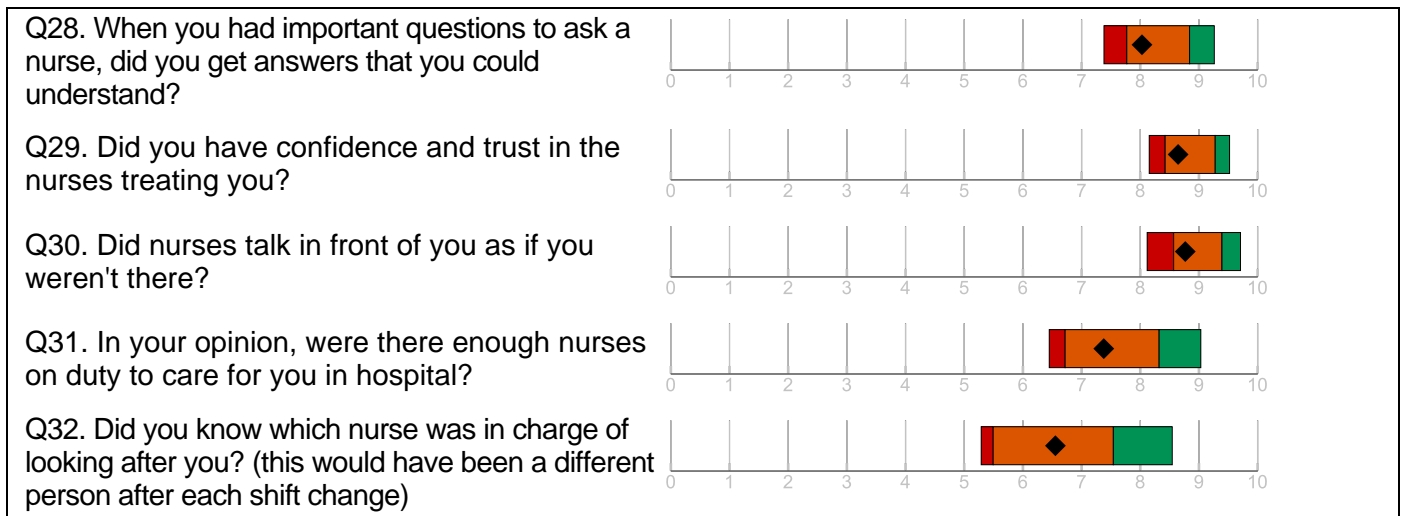 Q28. When you had important questions to ask a
nurse, did you get answers that you could
understand?
0 1 2 3 4 5 6 7 8 9 10
Q29. Did you have confidence and trust in the
nurses treating you?
0 1 2 3 4 5 6 7 8 9 10
Q30. Did nurses talk in front of you as if you
weren't there?
0 1 2 3 4 5 6 7 8 9 10
Q31. In your opinion, were there enough nurses
on duty to care for you in hospital?
0 1 2 3 4 5 6 7 8 9 10
Q32. Did you know which nurse was in charge of
looking after you? (this would have been a different
person after each shift change)
0 1 2 3 4 5 6 7 8 9 10